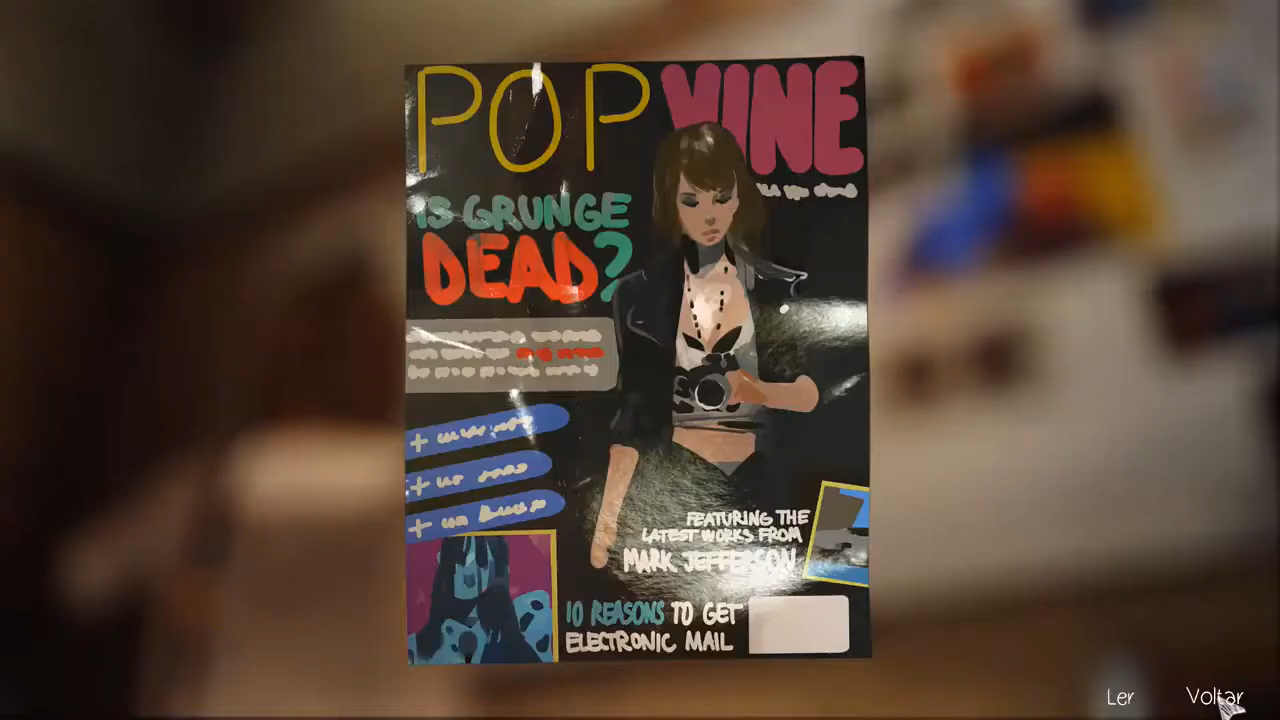 POP VINE
IS GRUNGE
DEAD?
FEATURING THE
LATEST WORKS FROM
MARK JEFFERSON
10 REASONS TO GET
ELECTRONIC MAIL
Ler Voltar